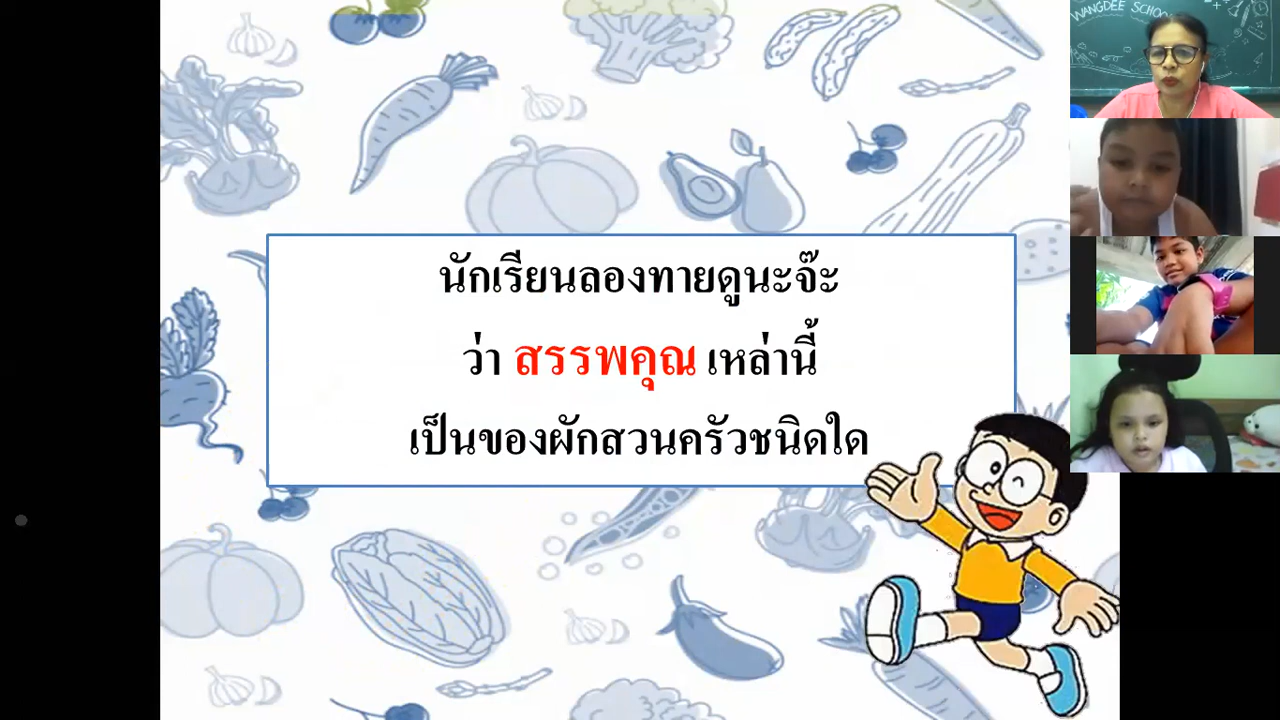 WANGDEE SCHOOL
นักเรียนลองทายดูนะจ๊ะ
ว่า สรรพคุณ เหล่านี้
เป็นของผักสวนครัวชนิดใด